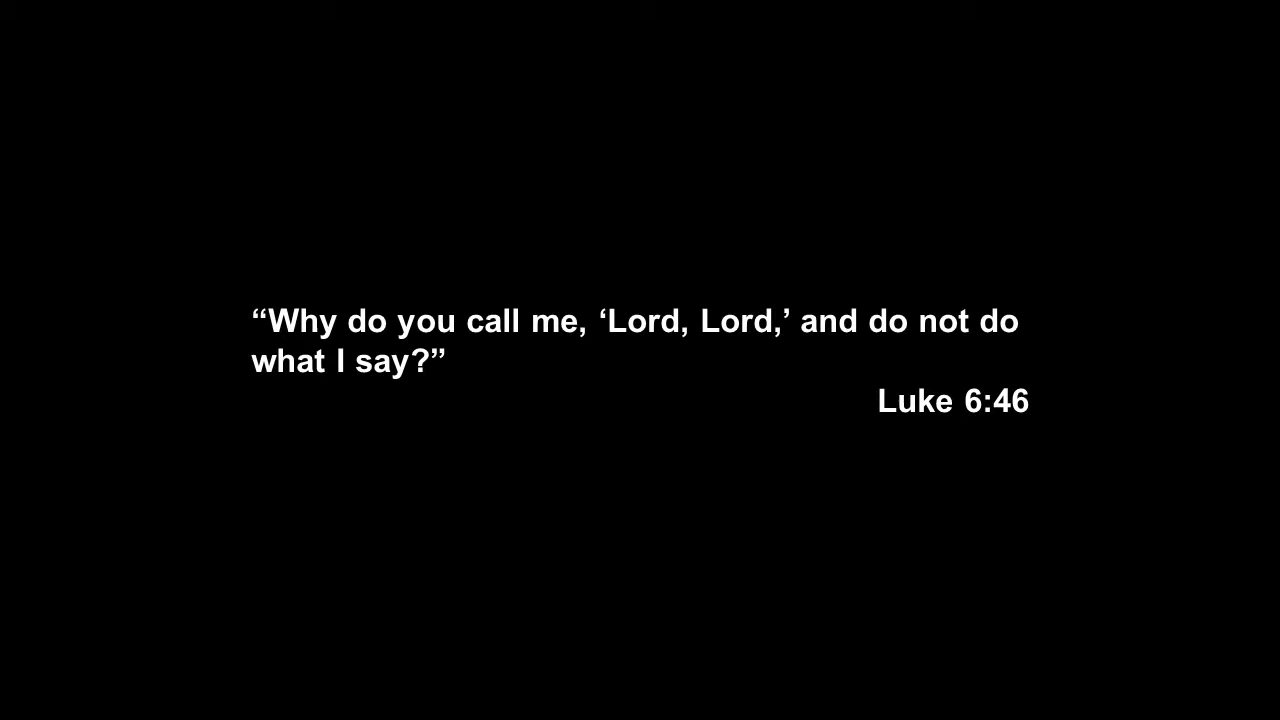 “Why do you call me, ‘Lord, Lord,’ and do not do
what I say?”
Luke 6:46